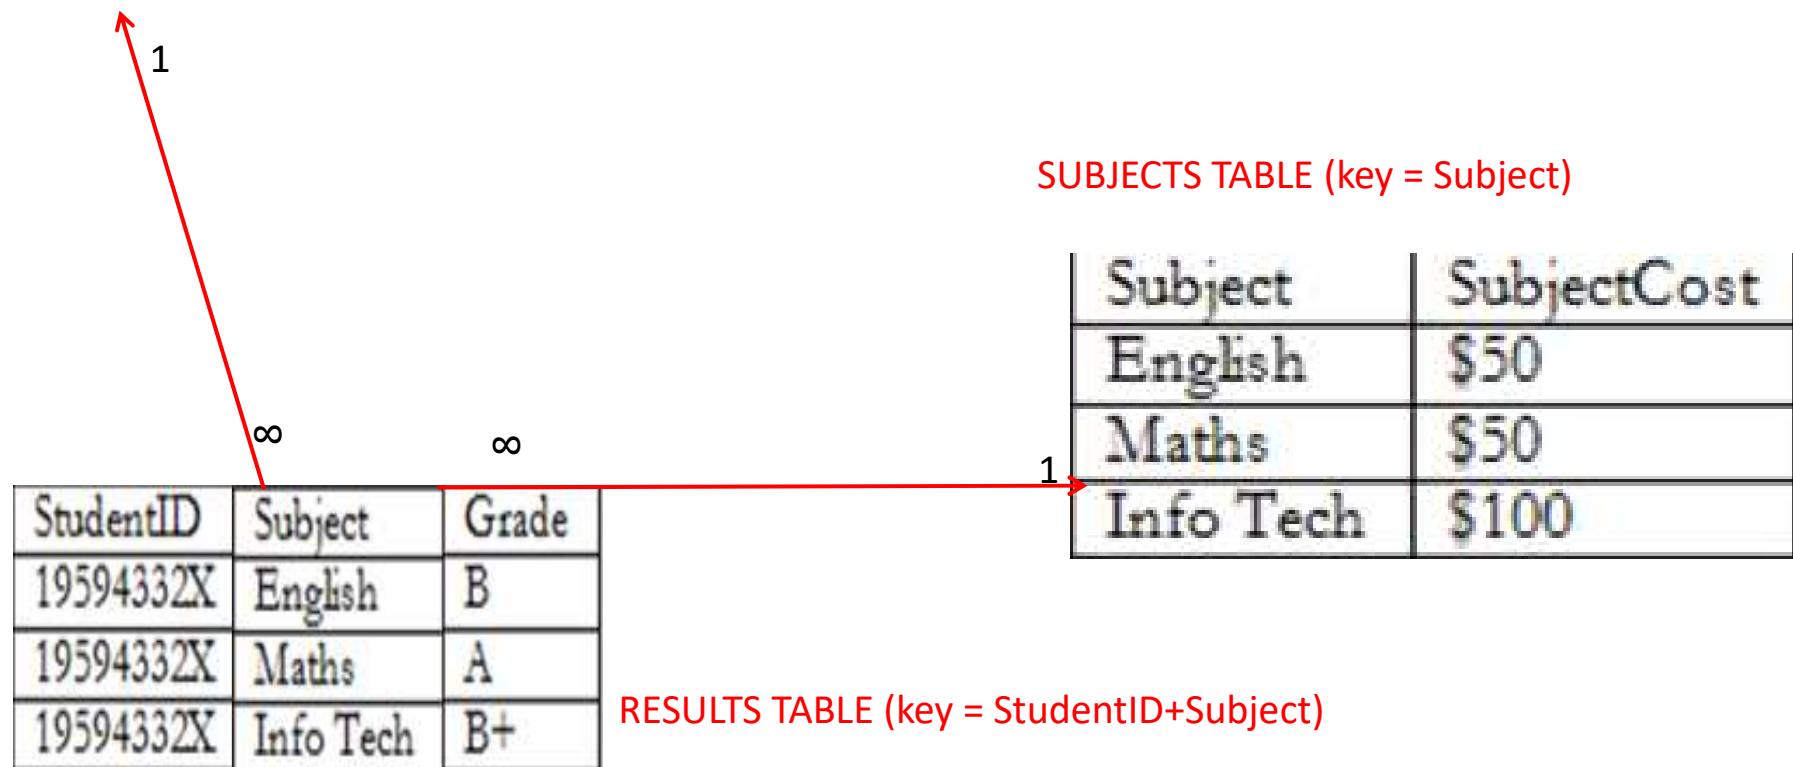 1
SUBJECTS TABLE (key = Subject)
Subject SubjectCost
English $50
Maths $50
Info Tech $100
∞ ∞
1
StudentID Subject Grade
19594332X English B
19594332X Maths A
19594332X Info Tech B+
RESULTS TABLE (key = StudentID+Subject)